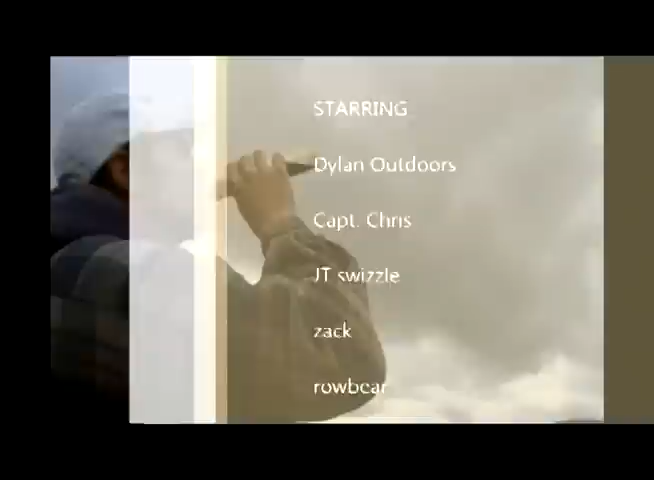 STARRING
Dylan Outdoors
Capt. Chris
JT swizzle
zack
rowbear